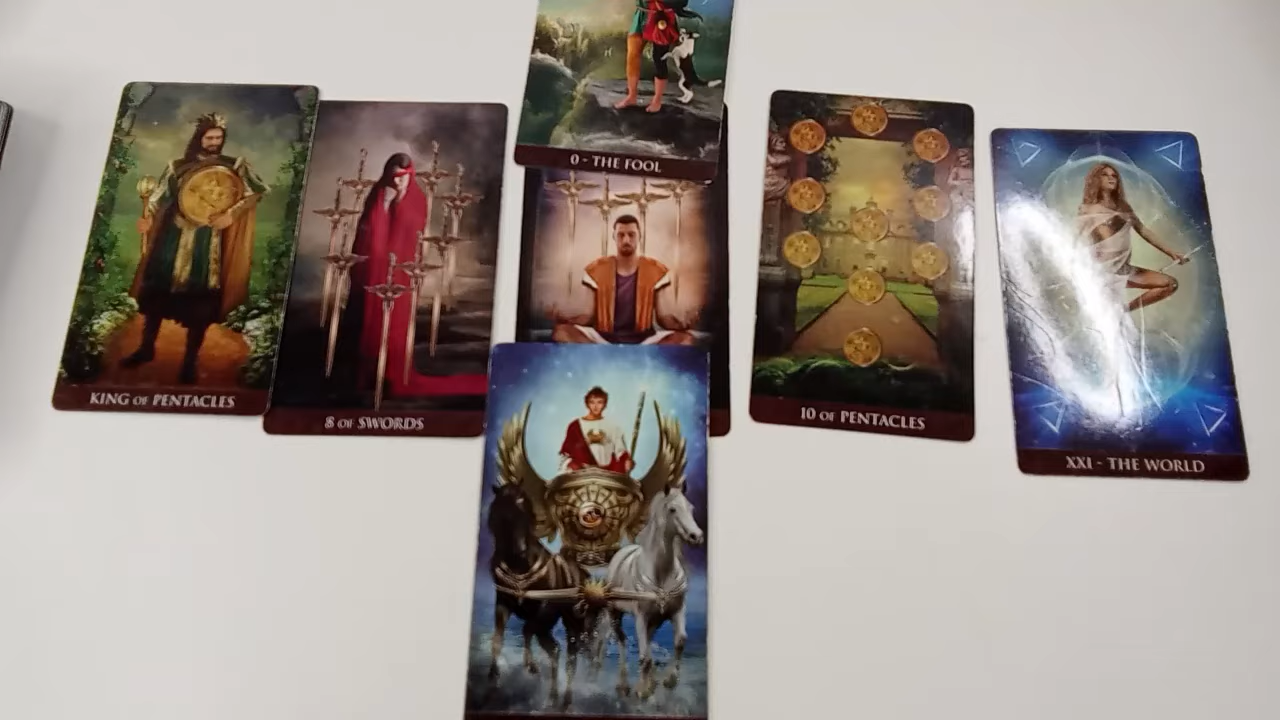 0 - THE FOOL
KING OF PENTACLES
8 OF SWORDS
10 OF PENTACLES
XXI - THE WORLD